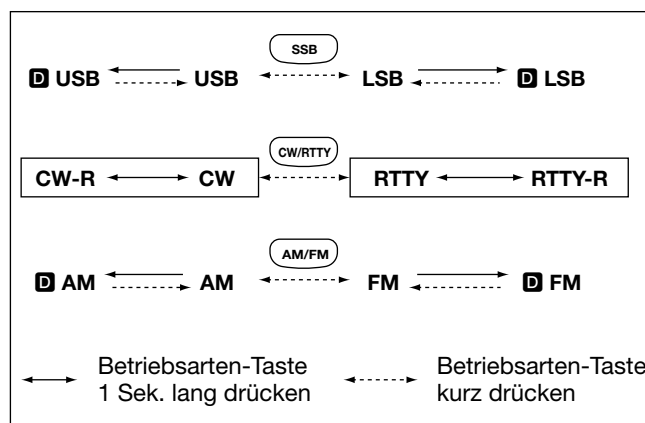 SSB
D USB USB LSB D LSB
CW/RTTY
CW-R CW RTTY RTTY-R
AM/FM
D AM AM FM D FM
Betriebsarten-Taste Betriebsarten-Taste
1 Sek. lang drücken kurz drücken